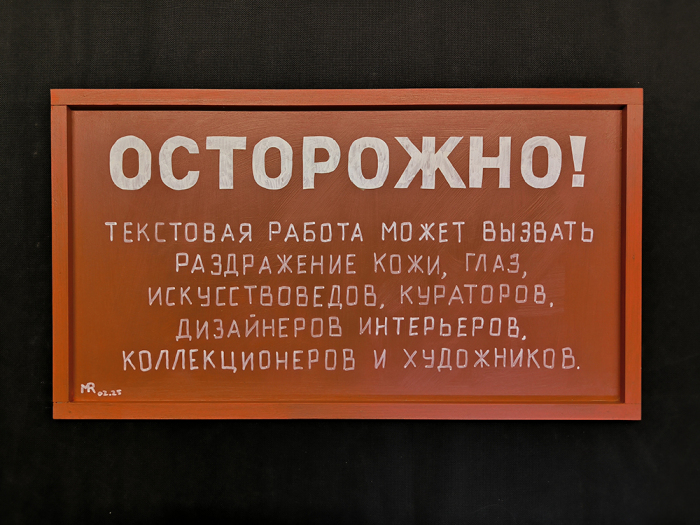 ОСТОРОЖНО!
ТЕКСТОВАЯ РАБОТА МОЖЕТ ВЫЗВАТЬ
РАЗДРАЖЕНИЕ КОЖИ, ГЛАЗ,
ИСКУССТВОВЕДОВ, КУРАТОРОВ,
ДИЗАЙНЕРОВ ИНТЕРЬЕРОВ,
КОЛЛЕКЦИОНЕРОВ И ХУДОЖНИКОВ.
MR 02.25